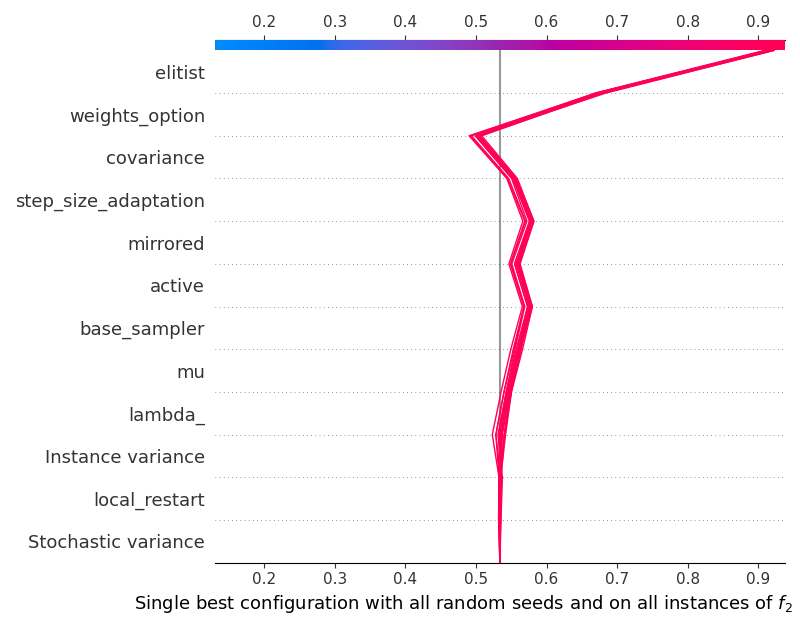 0.2 0.3 0.4 0.5 0.6 0.7 0.8 0.9
elitist
weights_option
covariance
step_size_adaptation
mirrored
active
base_sampler
mu
lambda_
Instance variance
local_restart
Stochastic variance
0.2 0.3 0.4 0.5 0.6 0.7 0.8 0.9
Single best configuration with all random seeds and on all instances of f₂